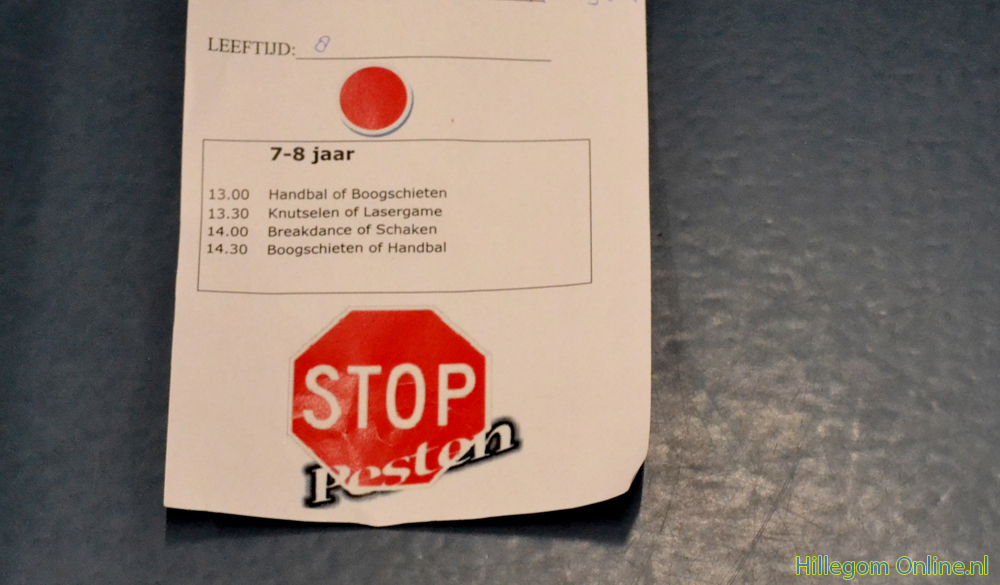 LEEFTIJD: 8
7-8 jaar
13.00 Handbal of Boogschieten
13.30 Knutselen of Lasergame
14.00 Breakdance of Schaken
14.30 Boogschieten of Handbal
STOP
Pesten
Hillegom Online.nl